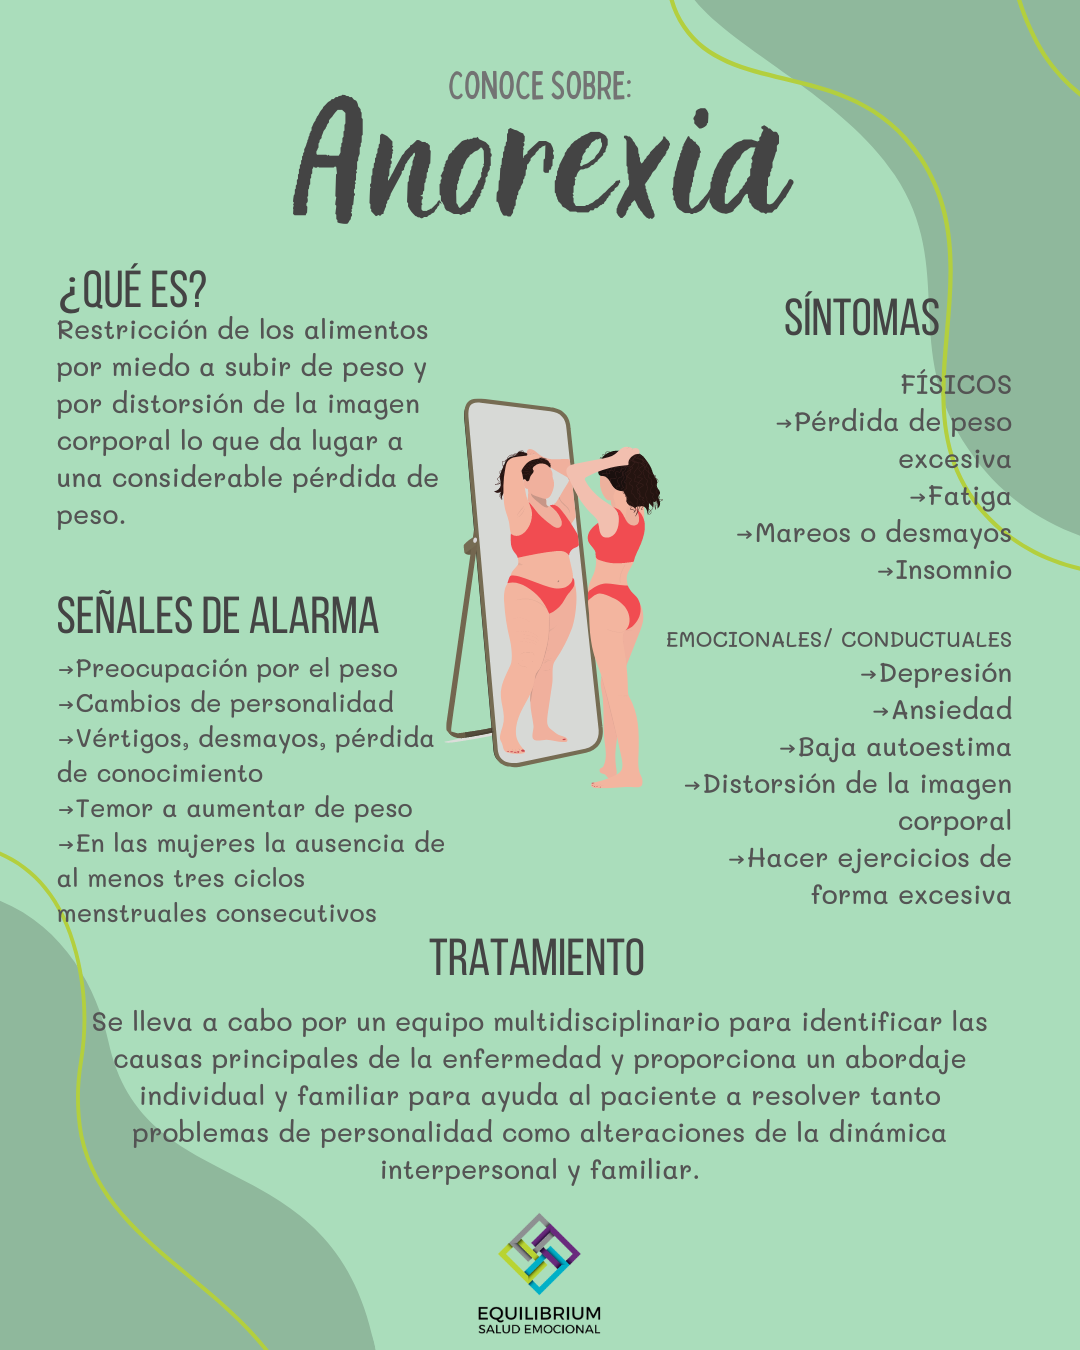 CONOCE SOBRE:
Anorexia
¿QUÉ ES?
Restricción de los alimentos
por miedo a subir de peso y
por distorsión de la imagen
corporal lo que da lugar a
una considerable pérdida de
peso.
SEÑALES DE ALARMA
→Preocupación por el peso
→Cambios de personalidad
→Vértigos, desmayos, pérdida
de conocimiento
→Temor a aumentar de peso
→En las mujeres la ausencia de
al menos tres ciclos
menstruales consecutivos
SÍNTOMAS
FÍSICOS
→Pérdida de peso
excesiva
→Fatiga
→Mareos o desmayos
→Insomnio
EMOCIONALES/ CONDUCTUALES
→Depresión
→Ansiedad
→Baja autoestima
→Distorsión de la imagen
corporal
→Hacer ejercicios de
forma excesiva
TRATAMIENTO
Se lleva a cabo por un equipo multidisciplinario para identificar las
causas principales de la enfermedad y proporciona un abordaje
individual y familiar para ayuda al paciente a resolver tanto
problemas de personalidad como alteraciones de la dinámica
interpersonal y familiar.
EQUILIBRIUM
SALUD EMOCIONAL